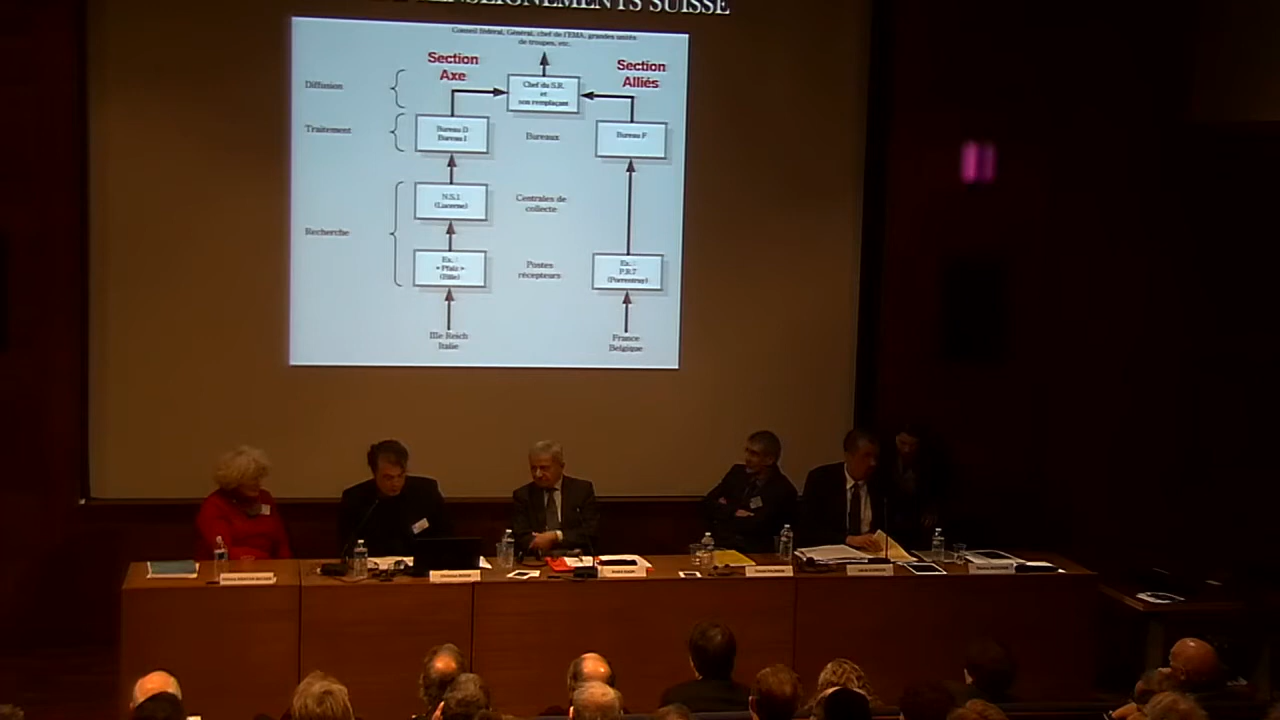 RENSEIGNEMENTS SUISSE
Conseil fédéral, Général, chef de l'EMA, grandes unités
de troupes, etc.
Section
Axe
Section
Alliés
Diffusion
Chef du S.R.
et
son remplaçant
Traitement
Bureau D
Bureau I
Bureaux
Bureau F
N.S.1
(Lucerne)
Centrales de
collecte
Recherche
Ex. :
« Pfalz »
(Bâle)
Postes
récepteurs
Ex. :
P.R.7
(Porrentruy)
IIIe Reich
Italie
France
Belgique